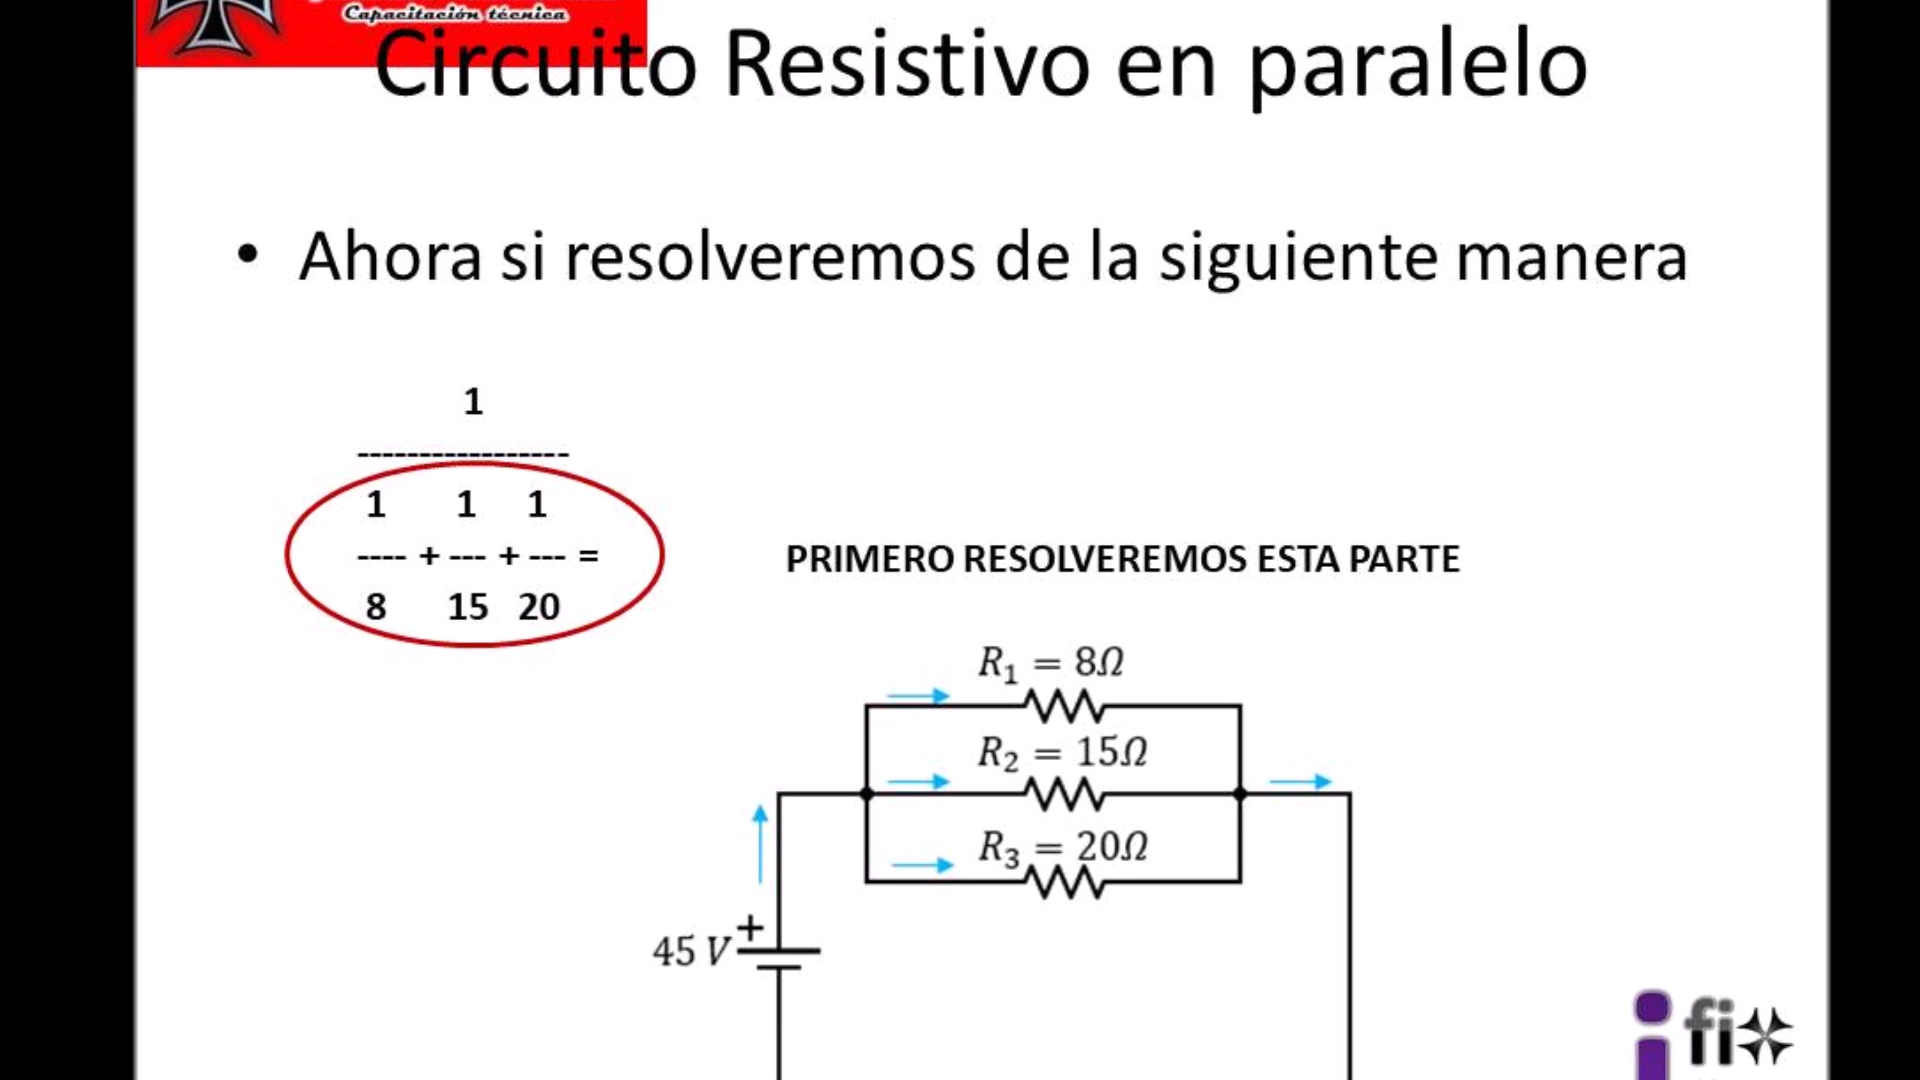 Capacitación técnica
Circuito Resistivo en paralelo
• Ahora si resolveremos de la siguiente manera
1
-----------------
1 1 1
---- + --- + --- =
8 15 20
PRIMERO RESOLVEREMOS ESTA PARTE
R₁ = 8Ω
R₂ = 15Ω
R₃ = 20Ω
+
45 V
fi